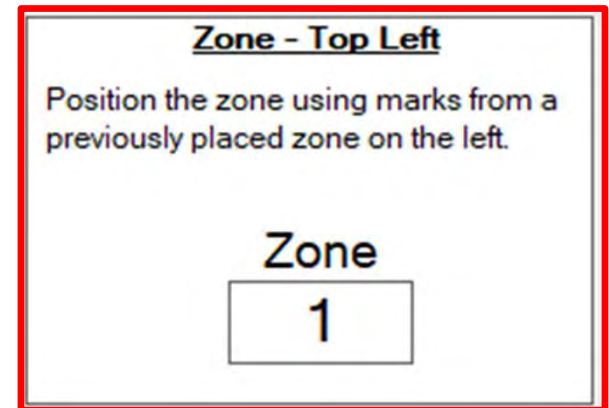 Zone - Top Left
Position the zone using marks from a
previously placed zone on the left.
Zone
1